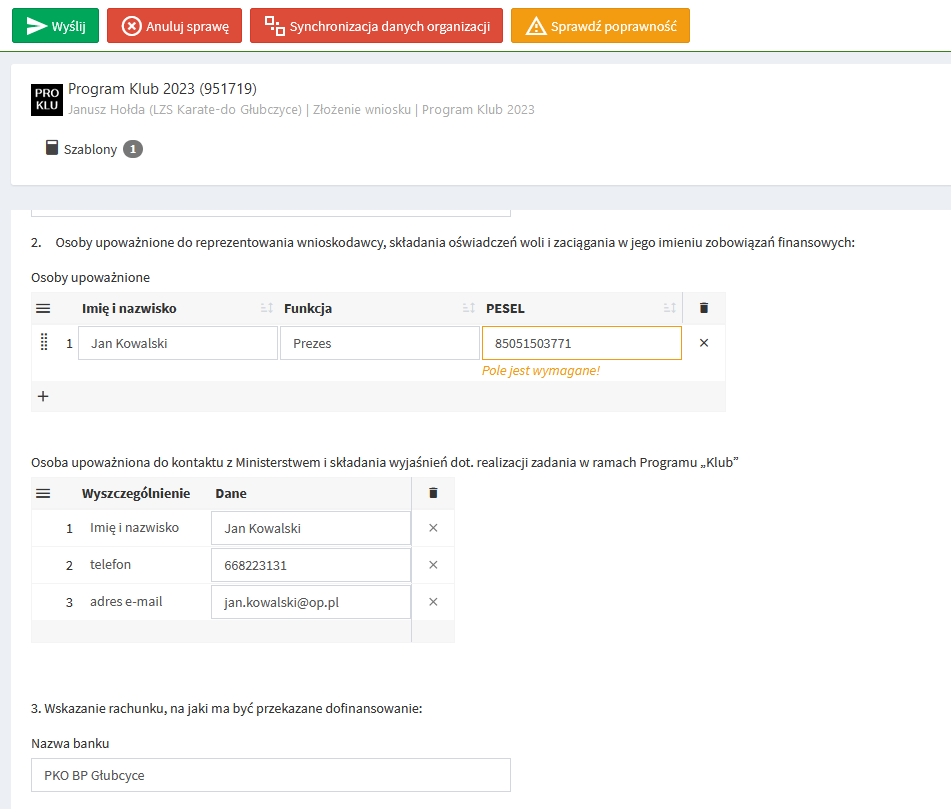 Wyślij Anuluj sprawę Synchronizacja danych organizacji Sprawdź poprawność
PRO
KLU
Program Klub 2023 (951719)
Janusz Hołda (LZS Karate-do Głubczyce) | Złożenie wniosku | Program Klub 2023
Szablony 1
2. Osoby upoważnione do reprezentowania wnioskodawcy, składania oświadczeń woli i zaciągania w jego imieniu zobowiązań finansowych:
Osoby upoważnione
Imię i nazwisko Funkcja PESEL
1 Jan Kowalski Prezes 85051503771
Pole jest wymagane!
+
Osoba upoważniona do kontaktu z Ministerstwem i składania wyjaśnień dot. realizacji zadania w ramach Programu „Klub”
Wyszczególnienie Dane
1 Imię i nazwisko Jan Kowalski
2 telefon 668223131
3 adres e-mail jan.kowalski@op.pl
3. Wskazanie rachunku, na jaki ma być przekazane dofinansowanie:
Nazwa banku
PKO BP Głubcyce